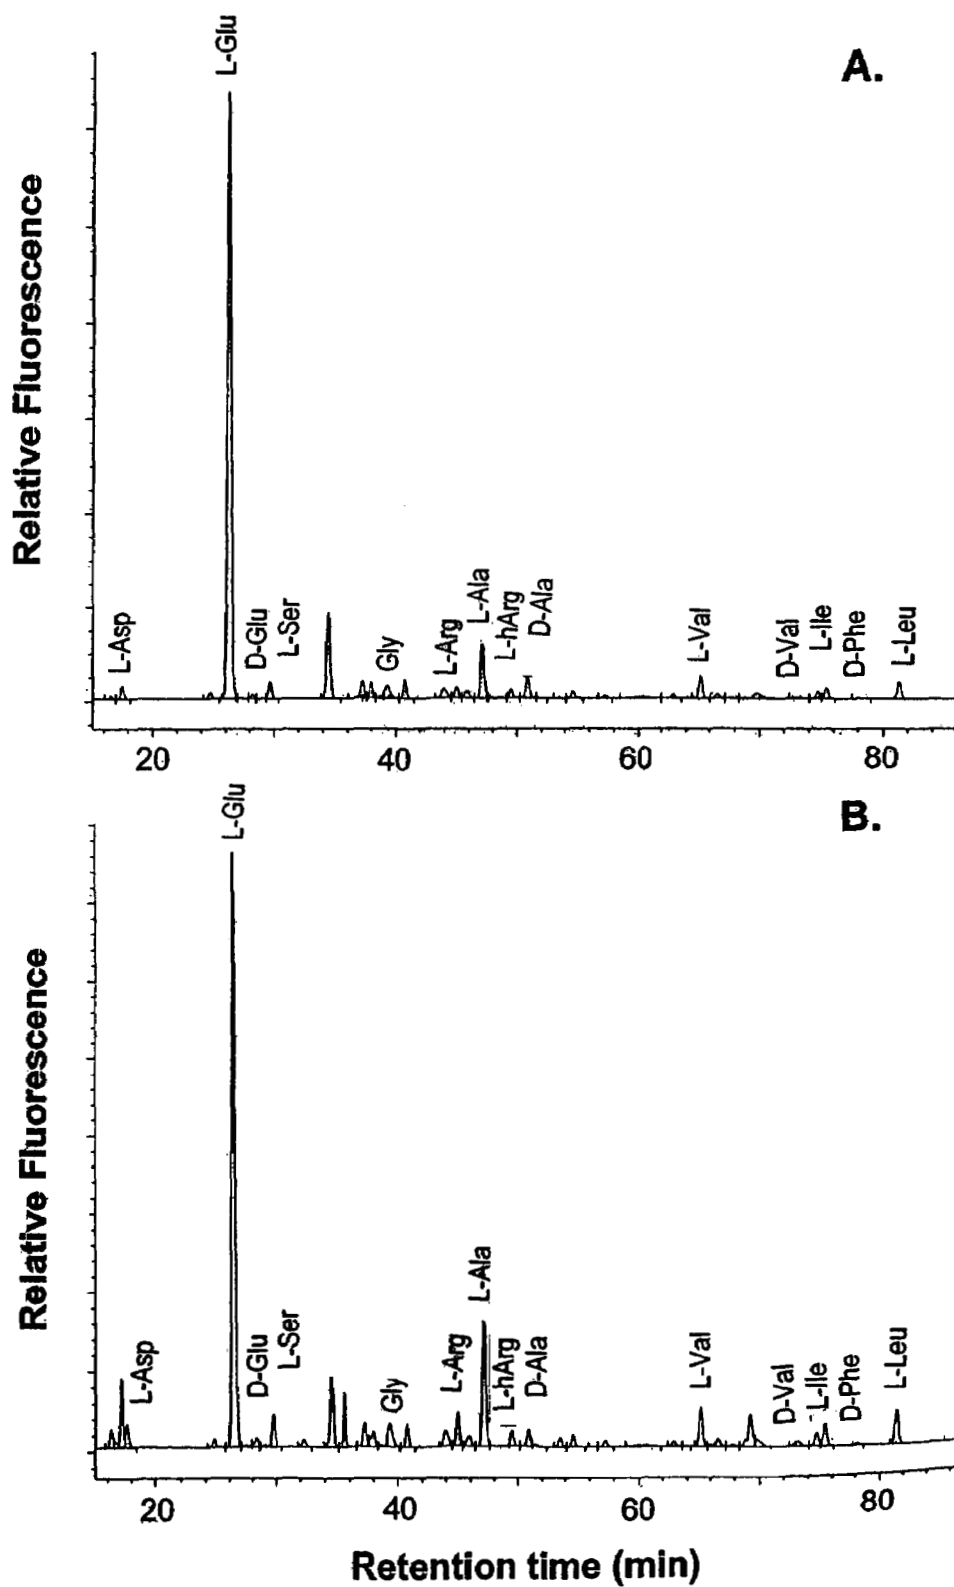 A.
Relative Fluorescence
L-Asp
L-Glu
D-Glu
L-Ser
Gly
L-Arg
L-Ala
L-hArg
D-Ala
L-Val
D-Val
L-Ile
D-Phe
L-Leu
20 40 60 80
B.
Relative Fluorescence
L-Asp
L-Glu
D-Glu
L-Ser
Gly
L-Arg
L-Ala
L-hArg
D-Ala
L-Val
D-Val
L-Ile
D-Phe
L-Leu
20 40 60 80
Retention time (min)